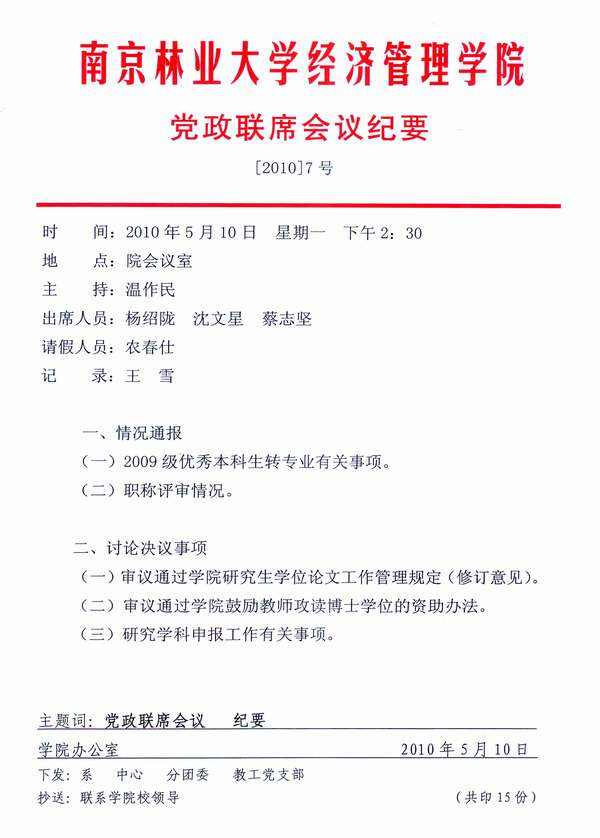 南京林业大学经济管理学院
党政联席会议纪要
[2010]7 号
时　　间：2010 年 5 月 10 日　星期一　下午 2：30
地　　点：院会议室
主　　持：温作民
出席人员：杨绍陇　沈文星　蔡志坚
请假人员：农春仕
记　　录：王　雪
一、情况通报
（一）2009 级优秀本科生转专业有关事项。
（二）职称评审情况。
二、讨论决议事项
（一）审议通过学院研究生学位论文工作管理规定（修订意见）。
（二）审议通过学院鼓励教师攻读博士学位的资助办法。
（三）研究学科申报工作有关事项。
主题词：党政联席会议　纪要
学院办公室　2010 年 5 月 10 日
下发：系　中心　分团委　教工党支部
抄送：联系学院校领导　（共印 15 份）